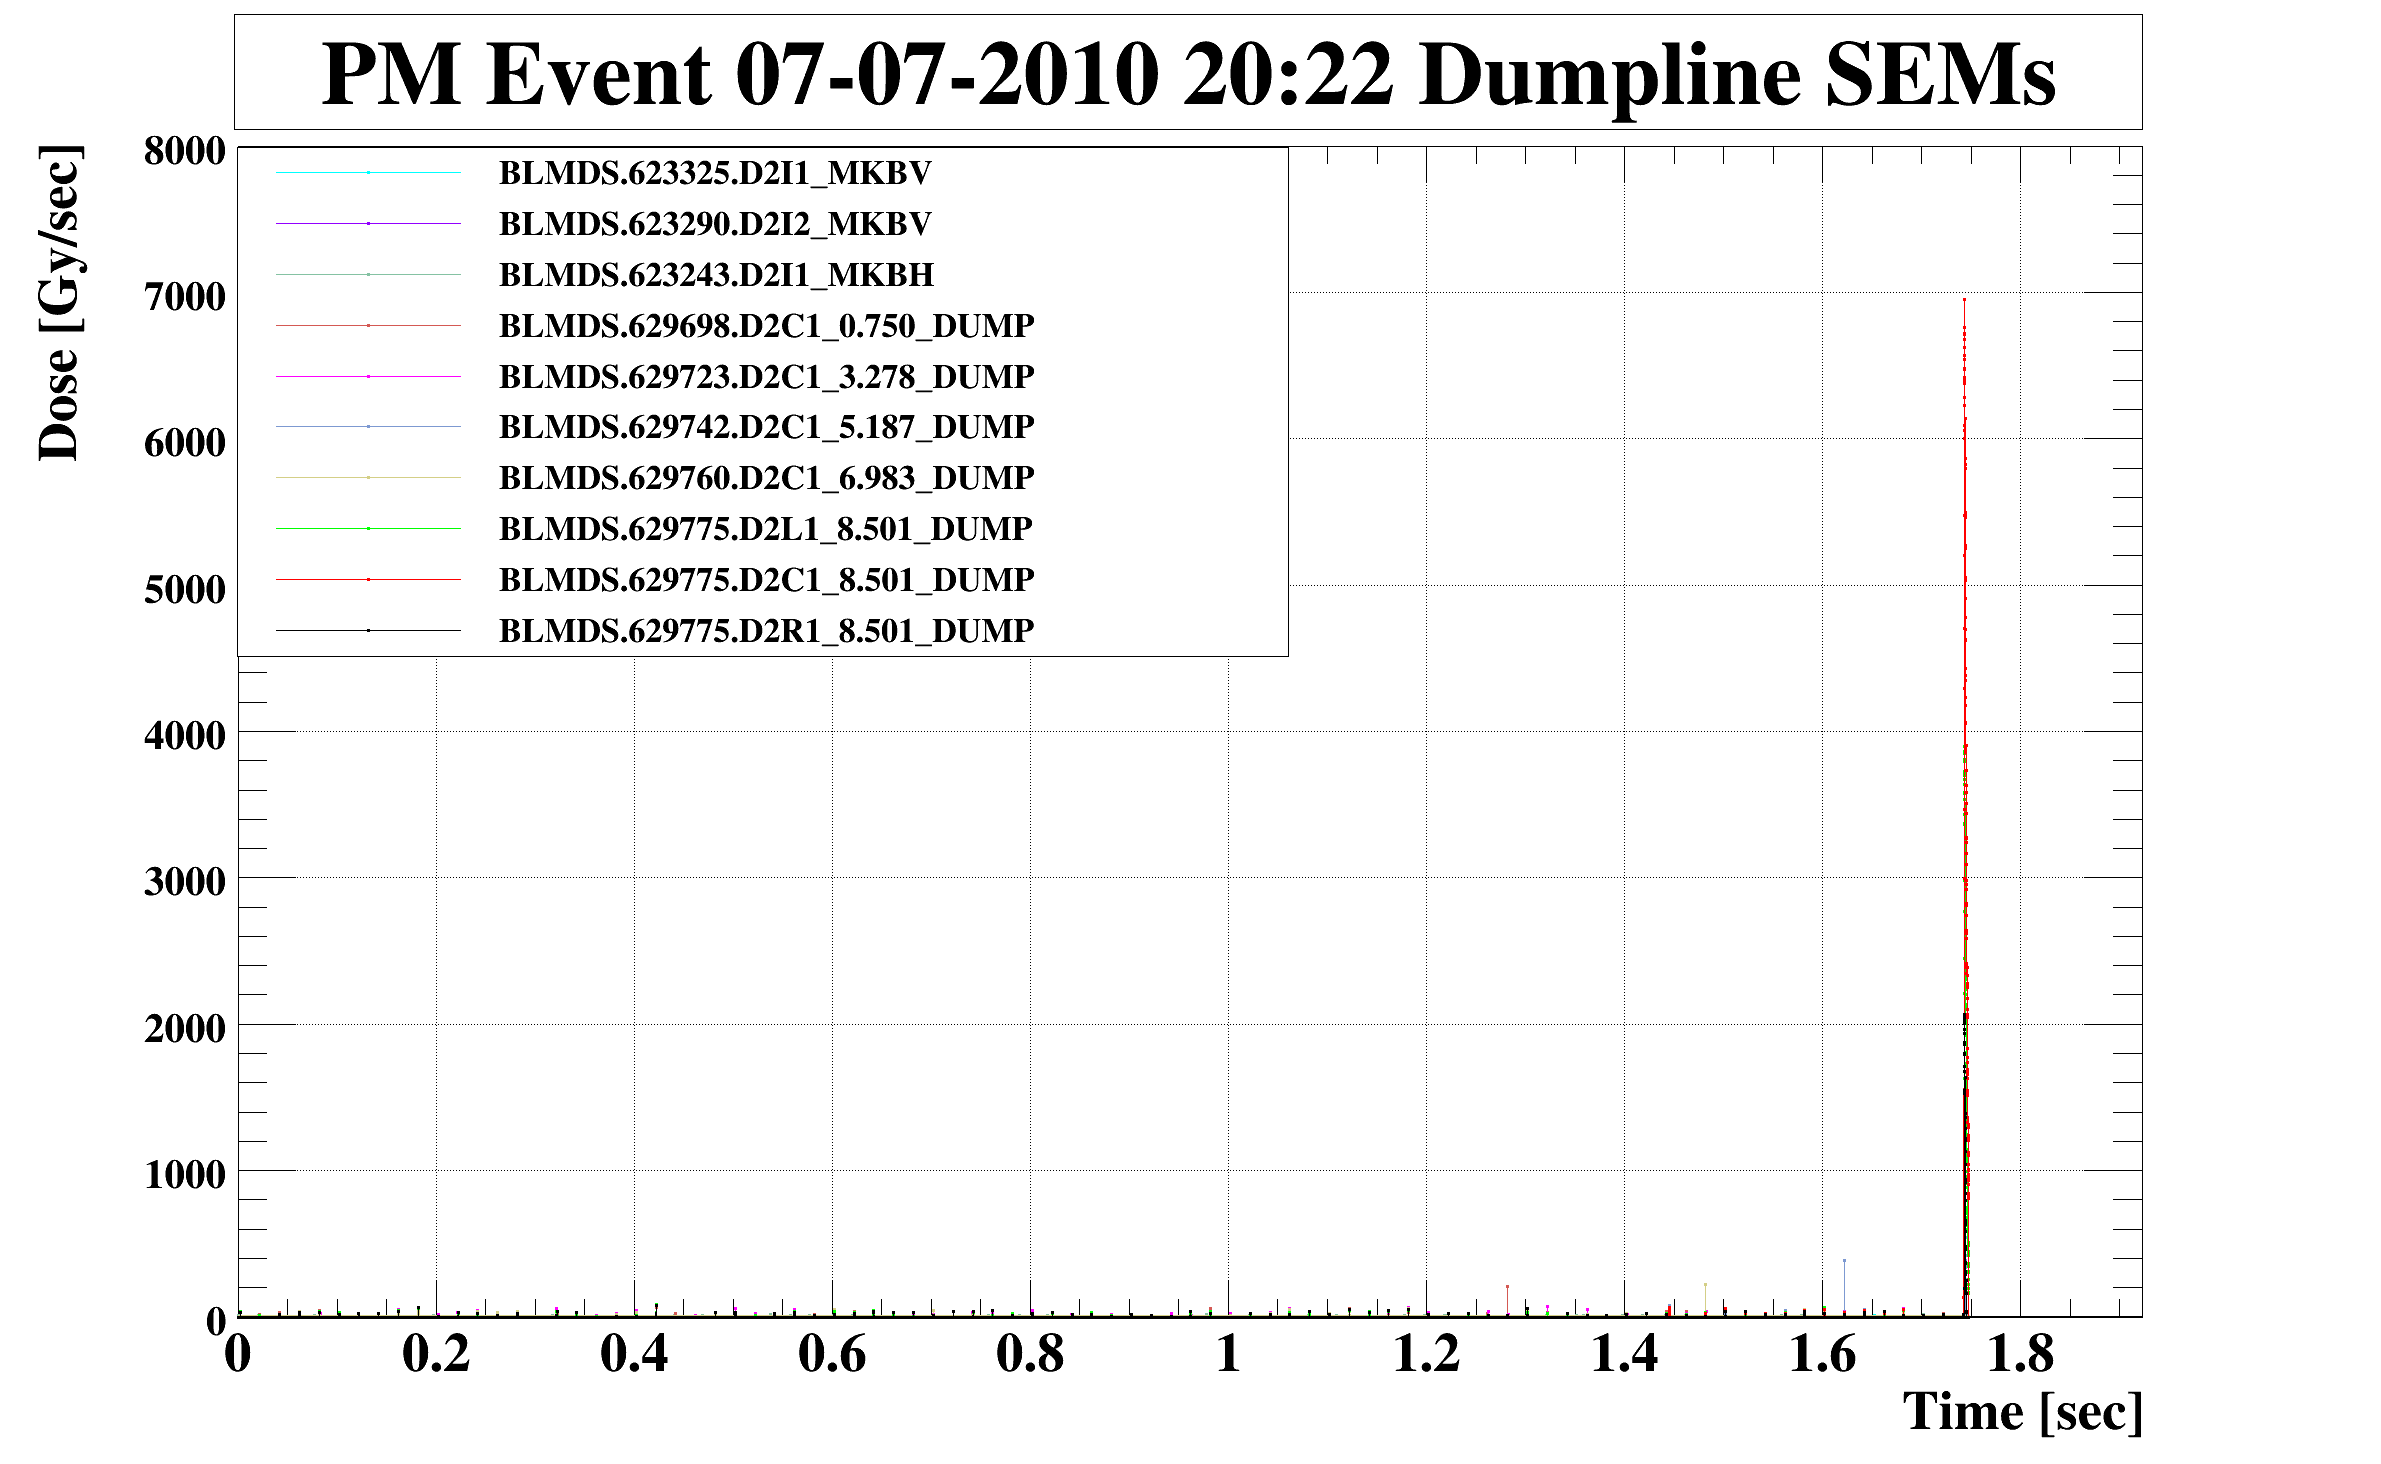 PM Event 07-07-2010 20:22 Dumpline SEMs
Dose [Gy/sec]
8000
7000
6000
5000
4000
3000
2000
1000
0
BLMDS.623325.D2I1_MKBV
BLMDS.623290.D2I2_MKBV
BLMDS.623243.D2I1_MKBH
BLMDS.629698.D2C1_0.750_DUMP
BLMDS.629723.D2C1_3.278_DUMP
BLMDS.629742.D2C1_5.187_DUMP
BLMDS.629760.D2C1_6.983_DUMP
BLMDS.629775.D2L1_8.501_DUMP
BLMDS.629775.D2C1_8.501_DUMP
BLMDS.629775.D2R1_8.501_DUMP
0 0.2 0.4 0.6 0.8 1 1.2 1.4 1.6 1.8
Time [sec]